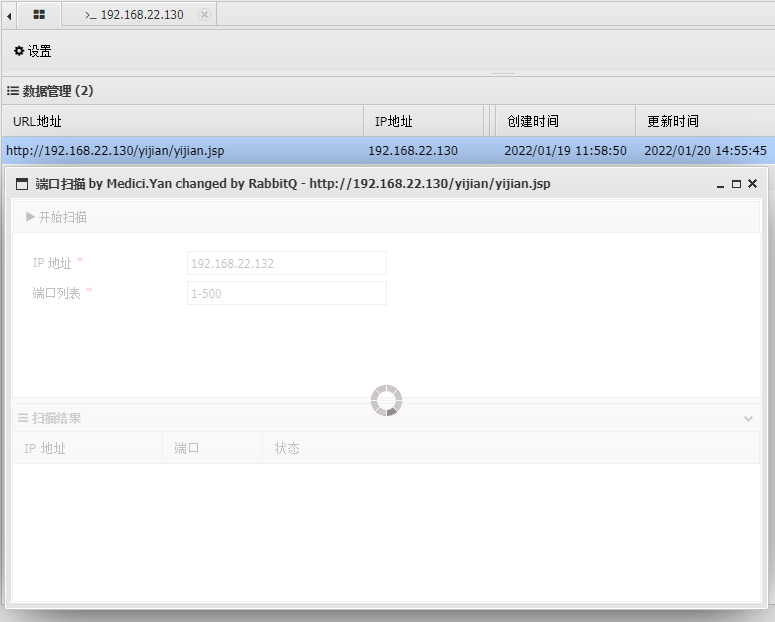 >_ 192.168.22.130
设置
数据管理 (2)
URL地址 IP地址 创建时间 更新时间
http://192.168.22.130/yijian/yijian.jsp 192.168.22.130 2022/01/19 11:58:50 2022/01/20 14:55:45
端口扫描 by Medici.Yan changed by RabbitQ - http://192.168.22.130/yijian/yijian.jsp
开始扫描
IP 地址 * 192.168.22.132
端口列表 * 1-500
扫描结果
IP 地址 端口 状态